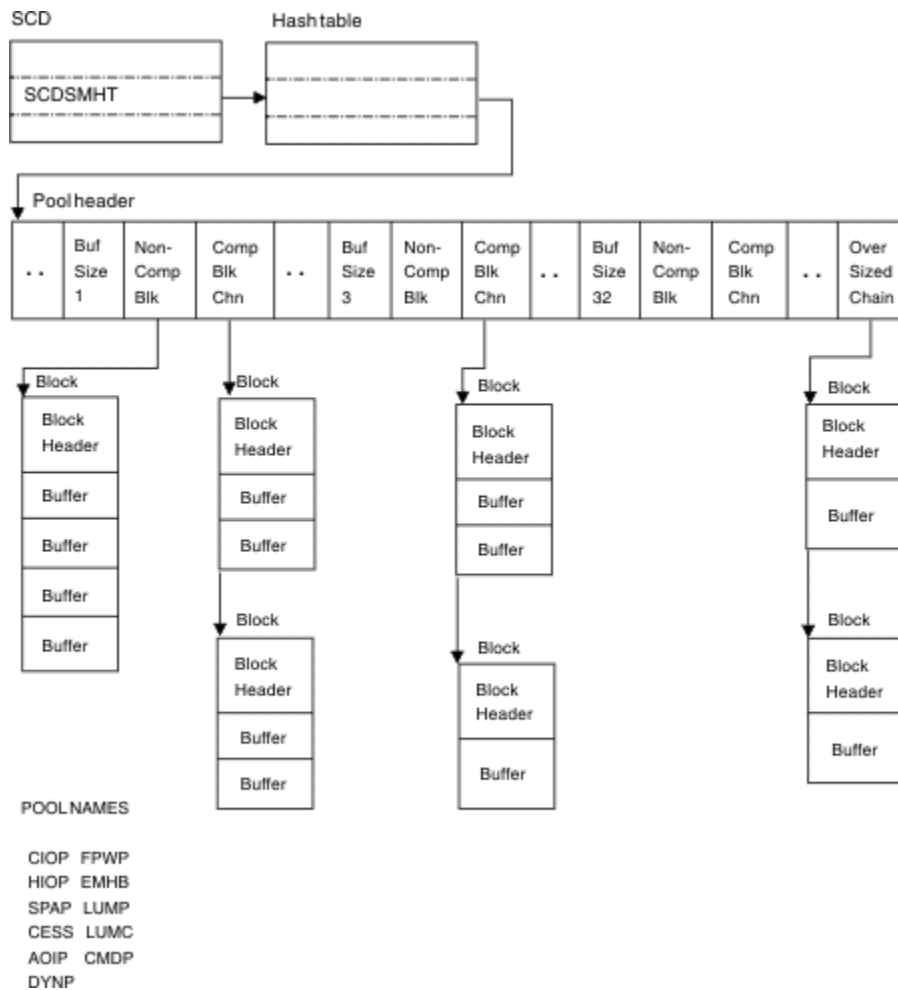 SCD
Hash table
SCDSMHT
Pool header
. .
Buf
Size
1
Non-
Comp
Blk
Comp
Blk
Chn
. .
Buf
Size
3
Non-
Comp
Blk
Comp
Blk
Chn
. .
Buf
Size
32
Non-
Comp
Blk
Comp
Blk
Chn
. .
Over
Sized
Chain
Block
Block
Header
Buffer
Buffer
Buffer
Buffer
Block
Block
Header
Buffer
Buffer
Block
Block
Header
Buffer
Buffer
Block
Block
Header
Buffer
Buffer
Block
Block
Header
Buffer
Block
Block
Header
Buffer
Block
Block
Header
Buffer
POOL NAMES
CIOP FPWP
HIOP EMHB
SPAP LUMP
CESS LUMC
AOIP CMDP
DYNP